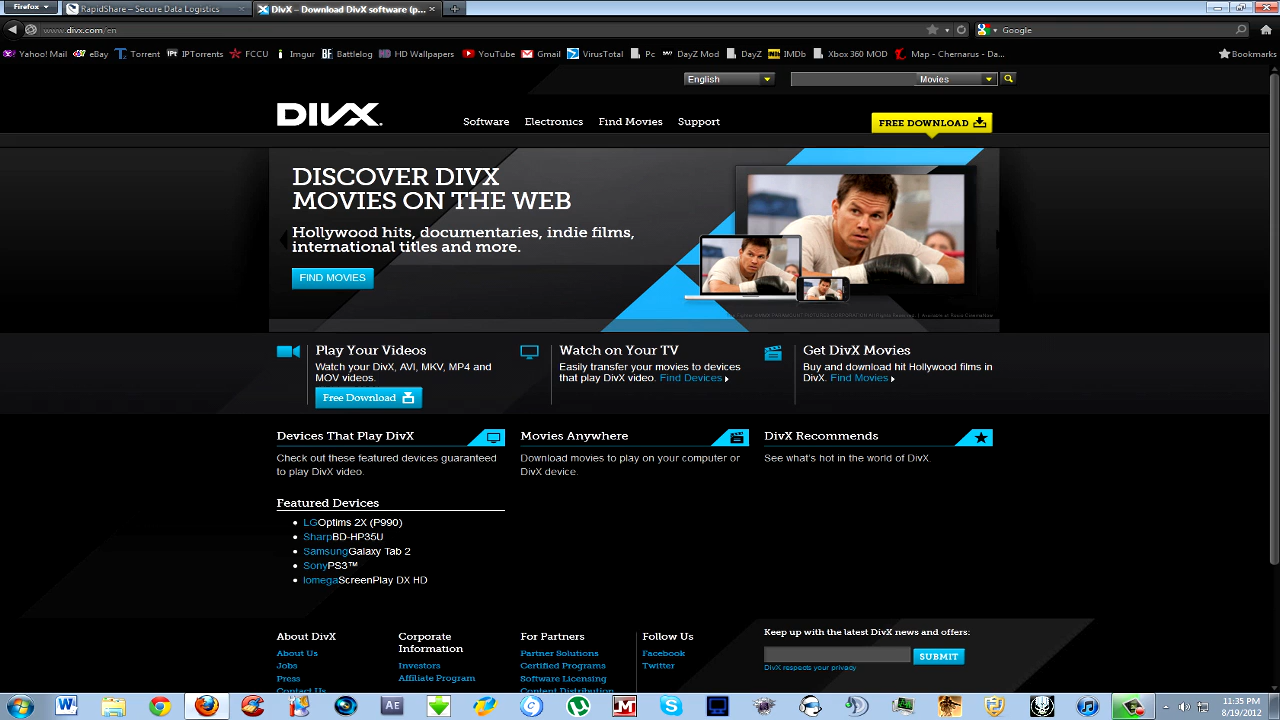 Firefox
RapidShare — Secure Data Logistics
DivX – Download DivX software (p...
www.divx.com/en
Google
Yahoo! Mail
eBay
Torrent
IPTorrents
FCCU
Imgur
Battlelog
HD Wallpapers
YouTube
Gmail
VirusTotal
Pc
DayZ Mod
DayZ
IMDb
Xbox 360 MOD
Map - Chernarus - Da...
Bookmarks
English
Movies
DIVX
Software
Electronics
Find Movies
Support
FREE DOWNLOAD
DISCOVER DIVX
MOVIES ON THE WEB
Hollywood hits, documentaries, indie films,
international titles and more.
FIND MOVIES
Play Your Videos
Watch your DivX, AVI, MKV, MP4 and
MOV videos.
Free Download
Watch on Your TV
Easily transfer your movies to devices
that play DivX video. Find Devices
Get DivX Movies
Buy and download hit Hollywood films in
DivX. Find Movies
Devices That Play DivX
Check out these featured devices guaranteed
to play DivX video.
Movies Anywhere
Download movies to play on your computer or
DivX device.
DivX Recommends
See what's hot in the world of DivX.
Featured Devices
LGOptims 2X (P990)
SharpBD-HP35U
SamsungGalaxy Tab 2
SonyPS3™
IomegaScreenPlay DX HD
About DivX
About Us
Jobs
Press
Contact Us
Corporate
Information
Investors
Affiliate Program
For Partners
Partner Solutions
Certified Programs
Software Licensing
Content Distribution
Follow Us
Facebook
Twitter
Keep up with the latest DivX news and offers:
SUBMIT
DivX respects your privacy
11:35 PM
8/19/2012